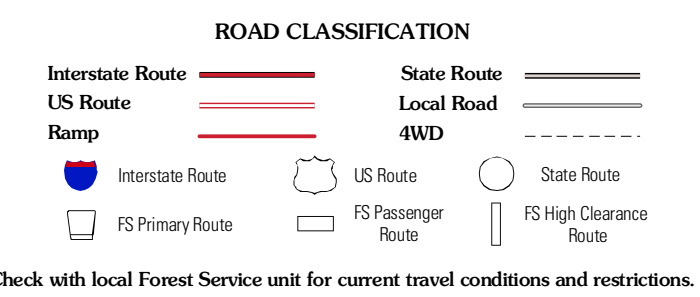 ROAD CLASSIFICATION
Interstate Route
State Route
US Route
Local Road
Ramp
4WD
Interstate Route
US Route
State Route
FS Primary Route
FS Passenger
Route
FS High Clearance
Route
Check with local Forest Service unit for current travel conditions and restrictions.